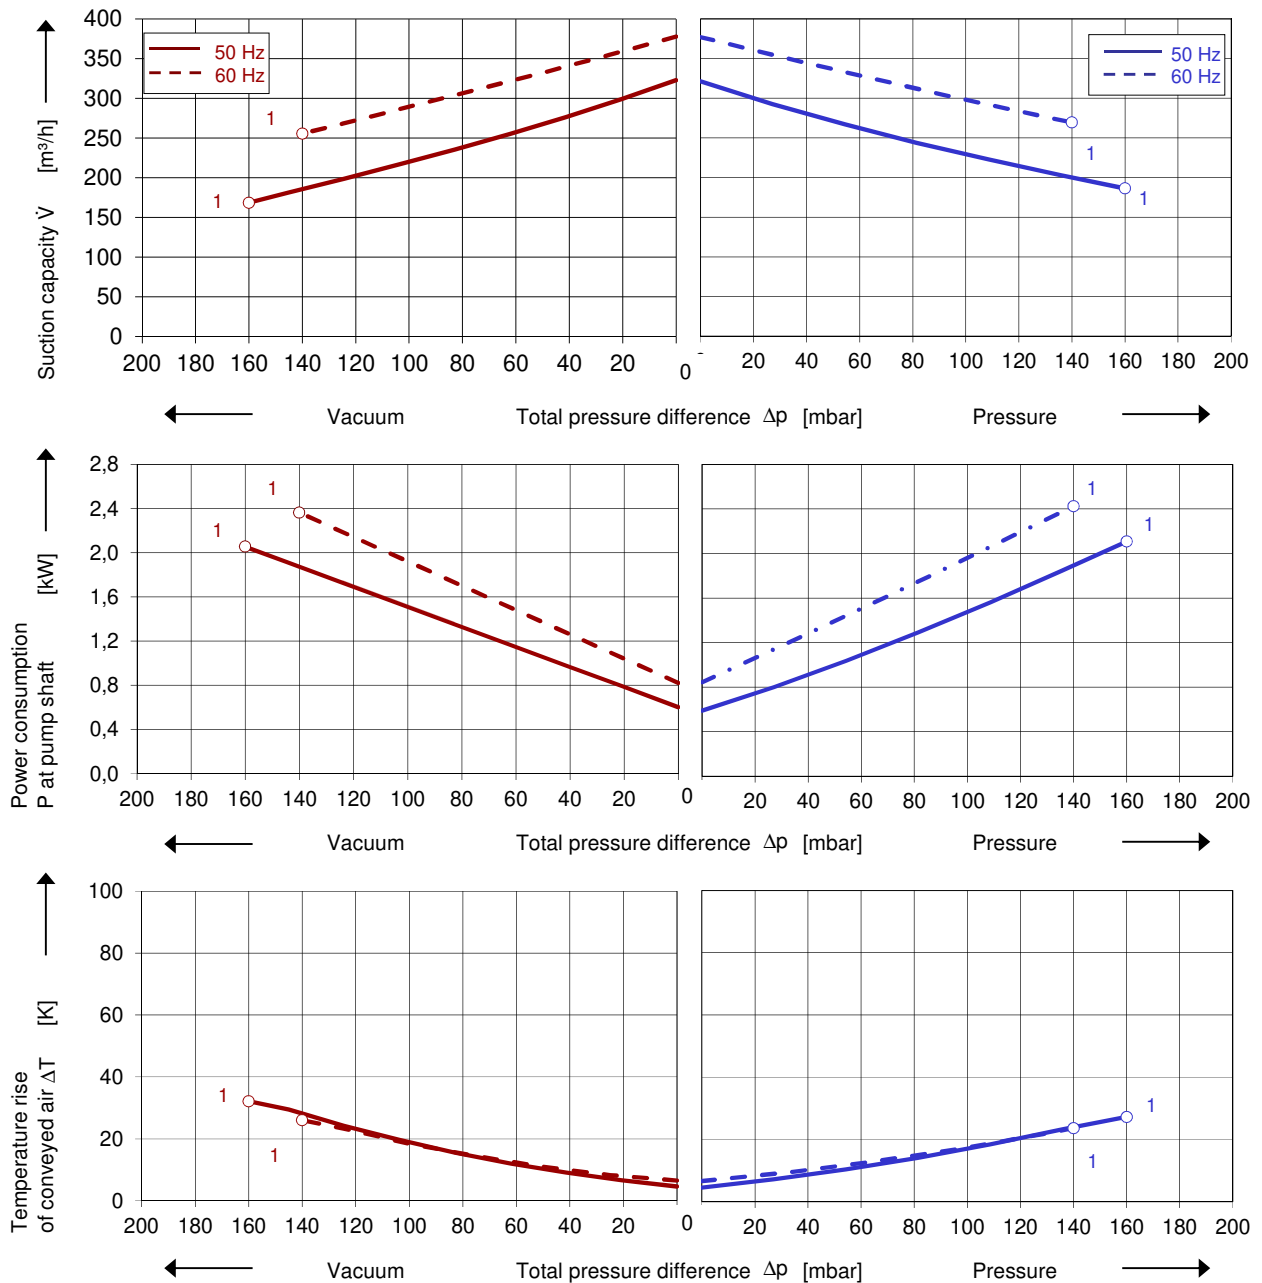 Suction capacity V̇ [m³/h]
400
350
300
250
200
150
100
50
0
50 Hz
60 Hz
1
1
50 Hz
60 Hz
1
1
200 180 160 140 120 100 80 60 40 20 0 20 40 60 80 100 120 140 160 180 200
Vacuum Total pressure difference Δp [mbar] Pressure
Power consumption
P at pump shaft [kW]
2,8
2,4
2,0
1,6
1,2
0,8
0,4
0,0
1
1
1
1
200 180 160 140 120 100 80 60 40 20 0 20 40 60 80 100 120 140 160 180 200
Vacuum Total pressure difference Δp [mbar] Pressure
Temperature rise
of conveyed air ΔT [K]
100
80
60
40
20
0
1
1
1
1
200 180 160 140 120 100 80 60 40 20 0 20 40 60 80 100 120 140 160 180 200
Vacuum Total pressure difference Δp [mbar] Pressure